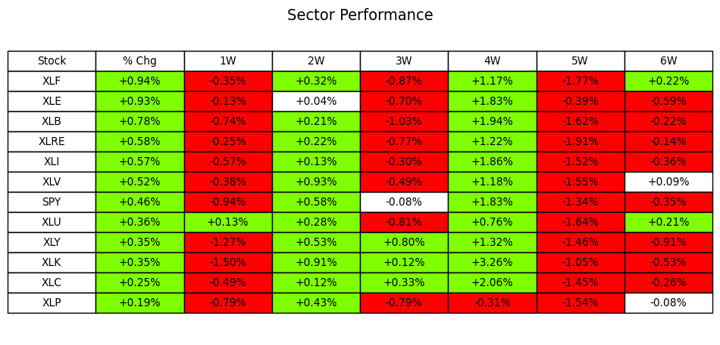 Sector Performance
Stock % Chg 1W 2W 3W 4W 5W 6W
XLF +0.94% -0.35% +0.32% -0.87% +1.17% -1.77% +0.22%
XLE +0.93% -0.13% +0.04% -0.70% +1.83% -0.39% -0.59%
XLB +0.78% -0.74% +0.21% -1.03% +1.94% -1.62% -0.22%
XLRE +0.58% -0.25% +0.22% -0.77% +1.22% -1.91% -0.14%
XLI +0.57% -0.57% +0.13% -0.30% +1.86% -1.52% -0.36%
XLV +0.52% -0.38% +0.93% -0.49% +1.18% -1.55% +0.09%
SPY +0.46% -0.94% +0.58% -0.08% +1.83% -1.34% -0.35%
XLU +0.36% +0.13% +0.28% -0.81% +0.76% -1.64% +0.21%
XLY +0.35% -1.27% +0.53% +0.80% +1.32% -1.46% -0.91%
XLK +0.35% -1.50% +0.91% +0.12% +3.26% -1.05% -0.53%
XLC +0.25% -0.49% +0.12% +0.33% +2.06% -1.45% -0.26%
XLP +0.19% -0.79% +0.43% -0.79% -0.31% -1.54% -0.08%